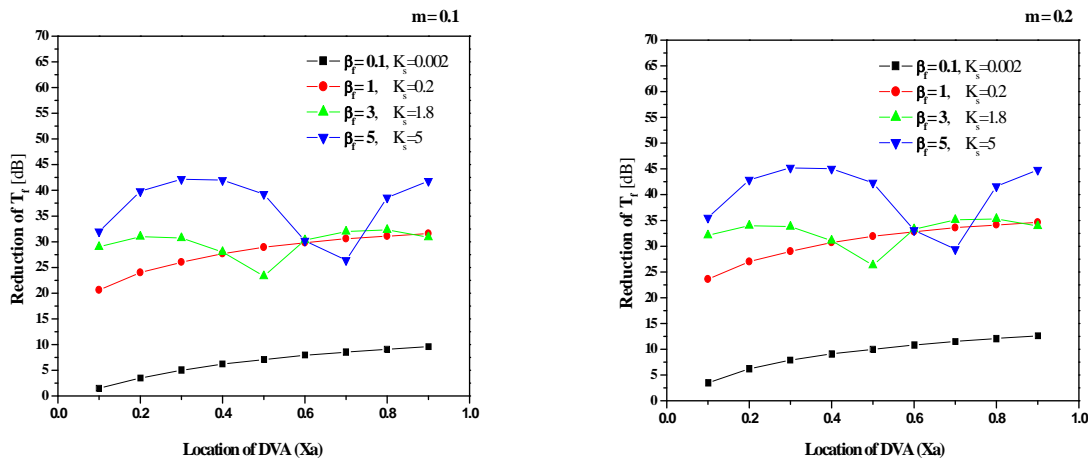 m = 0.1
70
65
60
55
50
45
40
35
30
25
20
15
10
5
0
Reduction of T_f [dB]
β_f = 0.1, K_s=0.002
β_f = 1, K_s=0.2
β_f = 3, K_s=1.8
β_f = 5, K_s=5
0.0 0.2 0.4 0.6 0.8 1.0
Location of DVA (Xa)
m = 0.2
70
65
60
55
50
45
40
35
30
25
20
15
10
5
0
Reduction of T_f [dB]
β_f = 0.1, K_s=0.002
β_f = 1, K_s=0.2
β_f = 3, K_s=1.8
β_f = 5, K_s=5
0.0 0.2 0.4 0.6 0.8 1.0
Location of DVA (Xa)